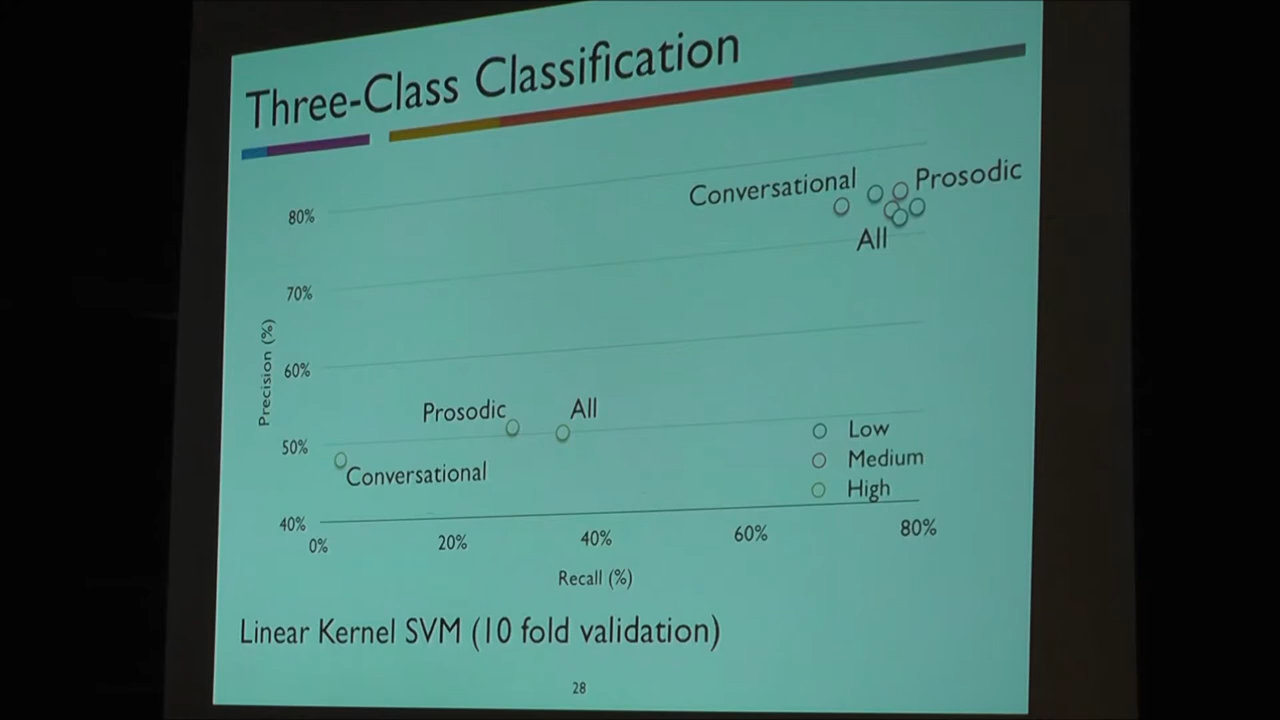 Three-Class Classification
80%
70%
60%
50%
40%
Precision (%)
Conversational
Prosodic
All
Prosodic
All
Conversational
Low
Medium
High
0%
20%
40%
60%
80%
Recall (%)
Linear Kernel SVM (10 fold validation)
28